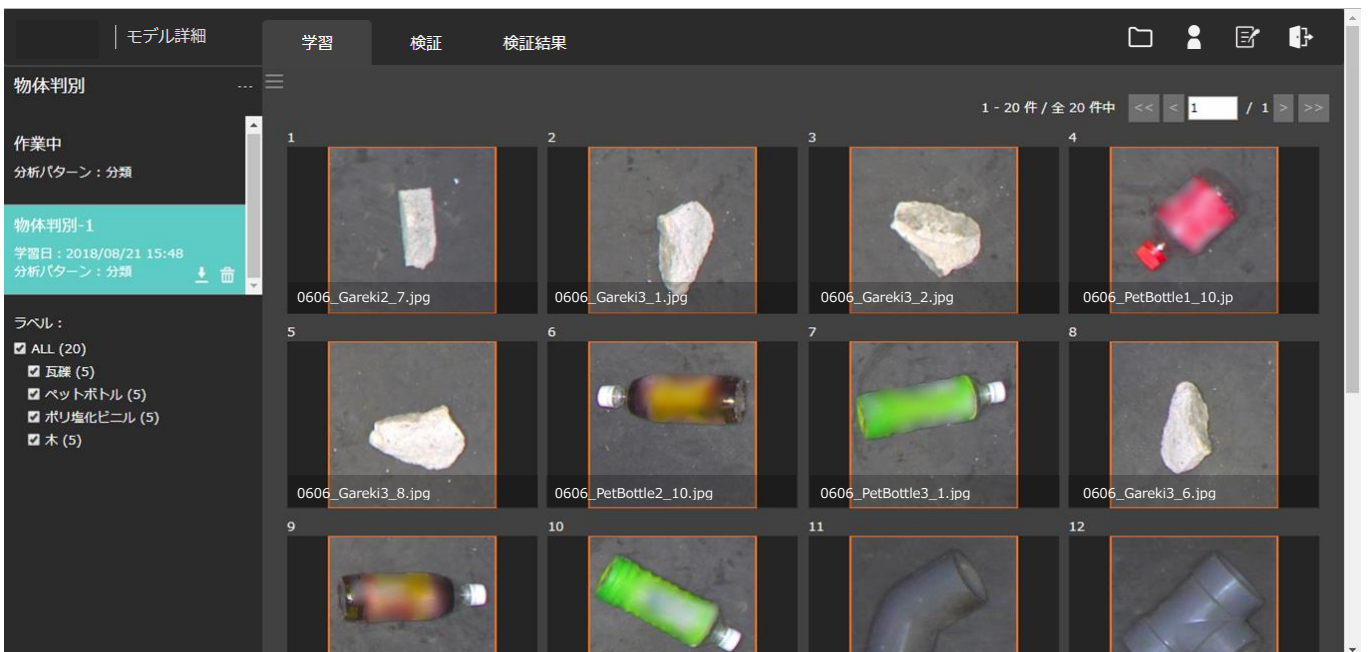 モデル詳細
学習
検証
検証結果
物体判別
...
1 - 20 件 / 全 20 件中 << < 1 / 1 > >>
作業中
分析パターン : 分類
物体判別-1
学習日 : 2018/08/21 15:48
分析パターン : 分類
ラベル :
ALL (20)
瓦礫 (5)
ペットボトル (5)
ポリ塩化ビニル (5)
木 (5)
1
2
3
4
0606_Gareki2_7.jpg
0606_Gareki3_1.jpg
0606_Gareki3_2.jpg
0606_PetBottle1_10.jp
5
6
7
8
0606_Gareki3_8.jpg
0606_PetBottle2_10.jpg
0606_PetBottle3_1.jpg
0606_Gareki3_6.jpg
9
10
11
12